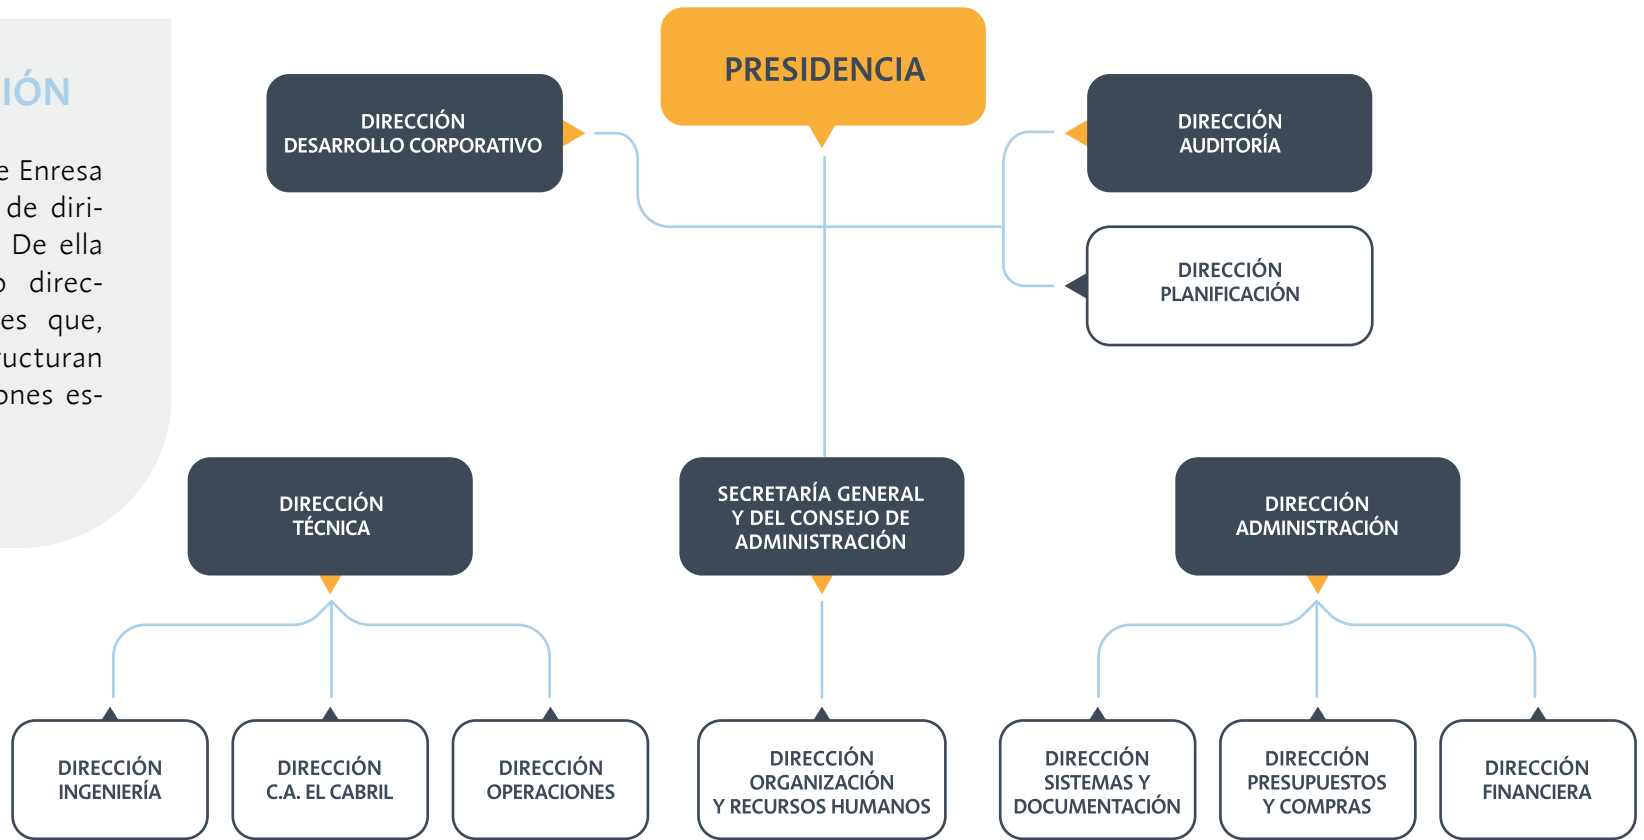 IÓN
e Enresa
de diri-
De ella
direc-
es que,
ucturan
ones es-
PRESIDENCIA
DIRECCIÓN
DESARROLLO CORPORATIVO
DIRECCIÓN
AUDITORÍA
DIRECCIÓN
PLANIFICACIÓN
DIRECCIÓN
TÉCNICA
SECRETARÍA GENERAL
Y DEL CONSEJO DE
ADMINISTRACIÓN
DIRECCIÓN
ADMINISTRACIÓN
DIRECCIÓN
INGENIERÍA
DIRECCIÓN
C.A. EL CABRIL
DIRECCIÓN
OPERACIONES
DIRECCIÓN
ORGANIZACIÓN
Y RECURSOS HUMANOS
DIRECCIÓN
SISTEMAS Y
DOCUMENTACIÓN
DIRECCIÓN
PRESUPUESTOS
Y COMPRAS
DIRECCIÓN
FINANCIERA